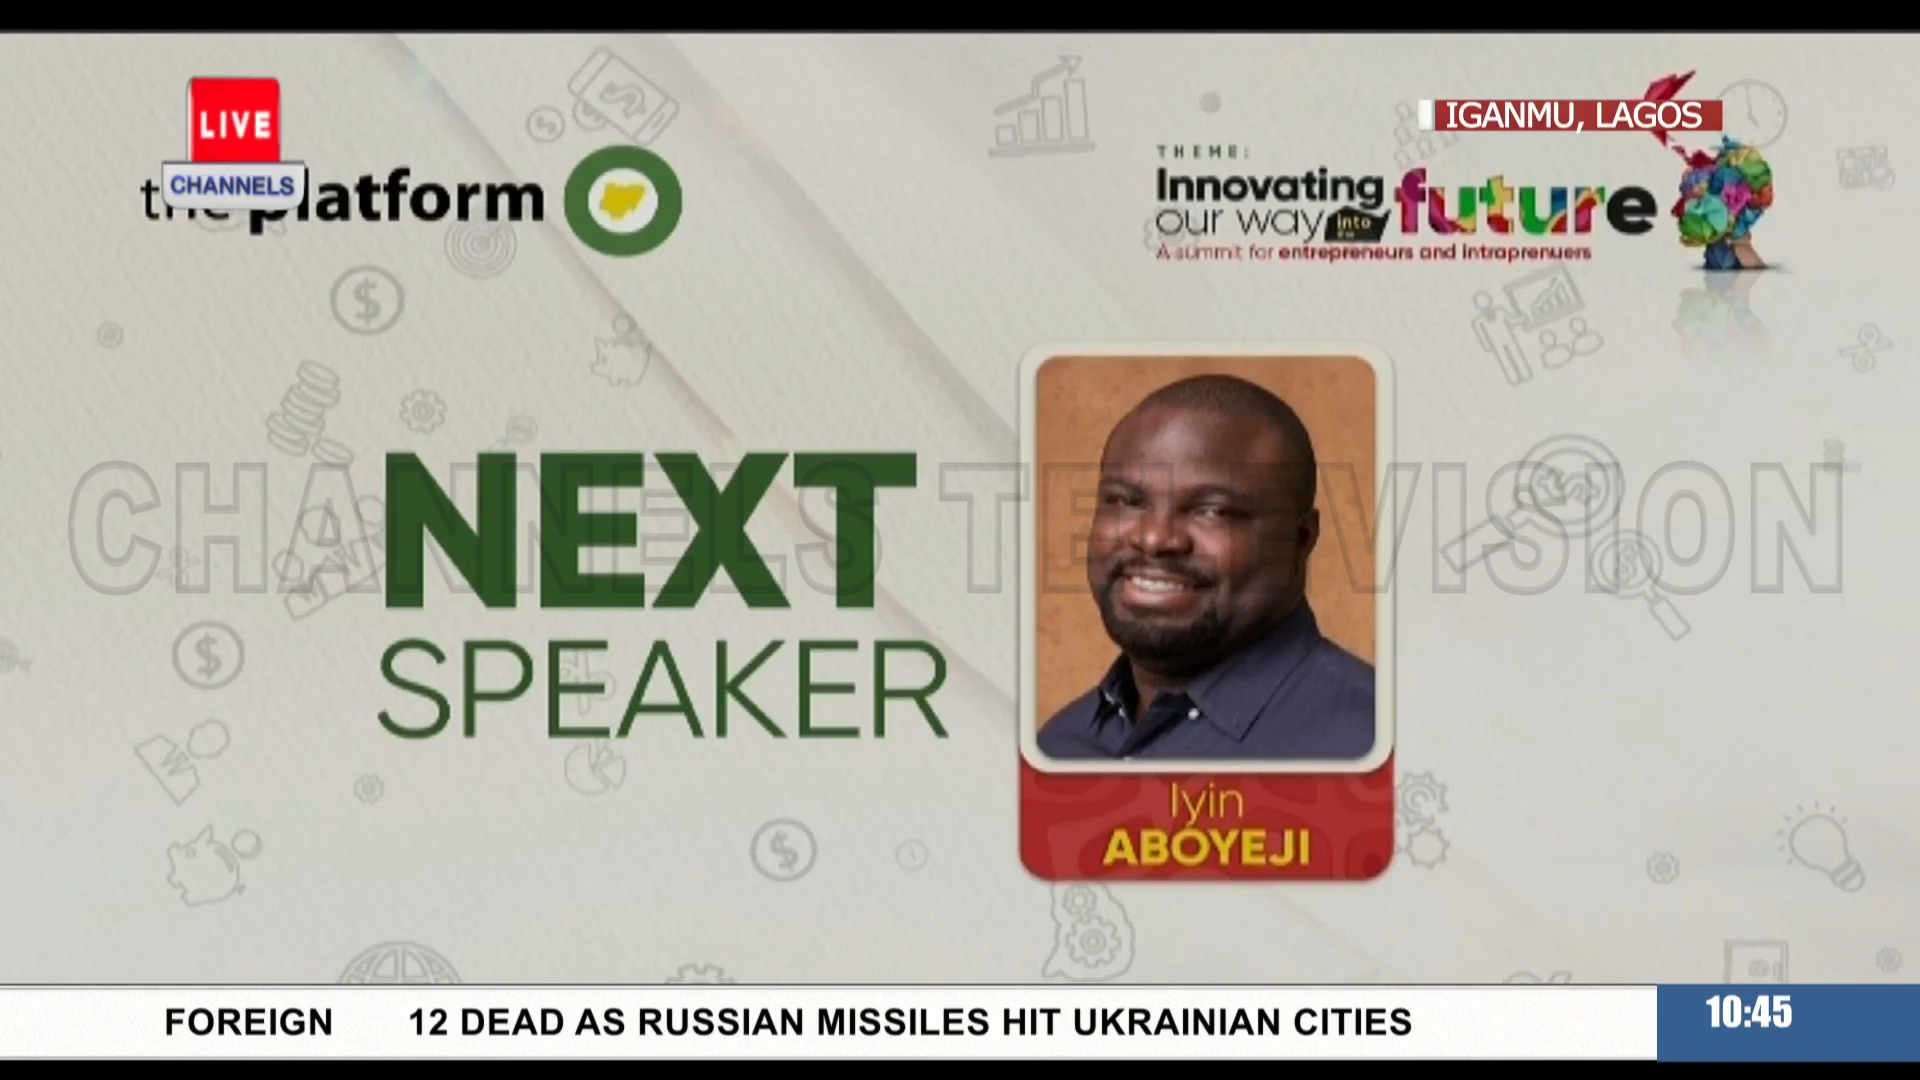 LIVE
CHANNELS
the platform
IGANMU, LAGOS
THEME:
Innovating
our way into
future
A summit for entrepreneurs and intraprenuers
NEXT
SPEAKER
CHANNELS TELEVISION
Iyin
ABOYEJI
FOREIGN 12 DEAD AS RUSSIAN MISSILES HIT UKRAINIAN CITIES
10:45